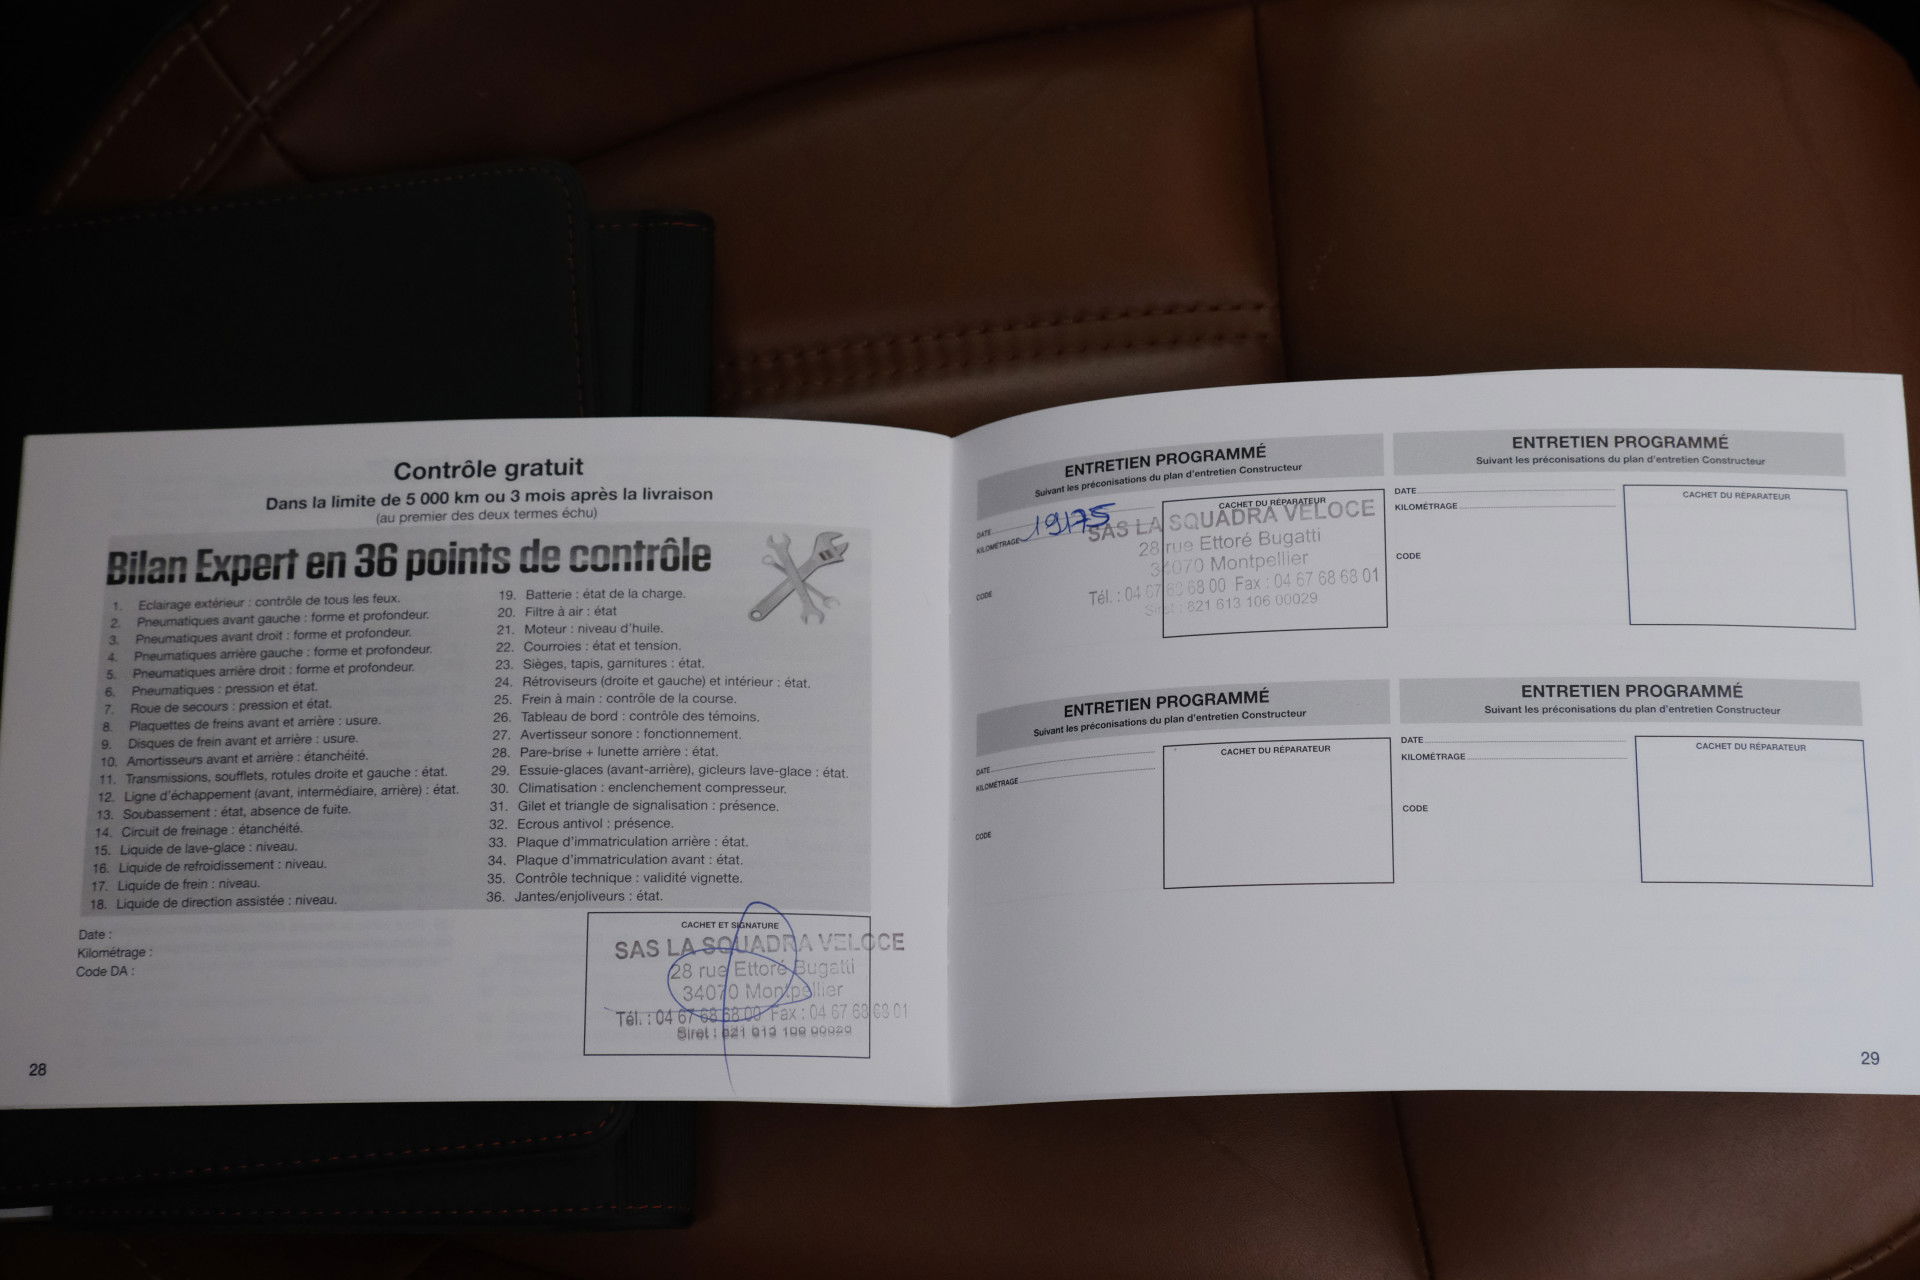 Contrôle gratuit
Dans la limite de 5 000 km ou 3 mois après la livraison
(au premier des deux termes échu)
Bilan Expert en 36 points de contrôle
1. Eclairage extérieur : contrôle de tous les feux.
2. Pneumatiques avant gauche : forme et profondeur.
3. Pneumatiques avant droit : forme et profondeur.
4. Pneumatiques arrière gauche : forme et profondeur.
5. Pneumatiques arrière droit : forme et profondeur.
6. Pneumatiques : pression et état.
7. Roue de secours : pression et état.
8. Plaquettes de freins avant et arrière : usure.
9. Disques de frein avant et arrière : usure.
10. Amortisseurs avant et arrière : étanchéité.
11. Transmissions, soufflets, rotules droite et gauche : état.
12. Ligne d'échappement (avant, intermédiaire, arrière) : état.
13. Soubassement : état, absence de fuite.
14. Circuit de freinage : étanchéité.
15. Liquide de lave-glace : niveau.
16. Liquide de refroidissement : niveau.
17. Liquide de frein : niveau.
18. Liquide de direction assistée : niveau.
19. Batterie : état de la charge.
20. Filtre à air : état
21. Moteur : niveau d'huile.
22. Courroies : état et tension.
23. Sièges, tapis, garnitures : état.
24. Rétroviseurs (droite et gauche) et intérieur : état.
25. Frein à main : contrôle de la course.
26. Tableau de bord : contrôle des témoins.
27. Avertisseur sonore : fonctionnement.
28. Pare-brise + lunette arrière : état.
29. Essuie-glaces (avant-arrière), gicleurs lave-glace : état.
30. Climatisation : enclenchement compresseur.
31. Gilet et triangle de signalisation : présence.
32. Ecrous antivol : présence.
33. Plaque d'immatriculation arrière : état.
34. Plaque d'immatriculation avant : état.
35. Contrôle technique : validité vignette.
36. Jantes/enjoliveurs : état.
Date :
Kilométrage :
Code DA :
CACHET ET SIGNATURE
SAS LA SQUADRA VELOCE
28 rue Ettoré Bugatti
34070 Montpellier
Tél. : 04 67 68 68 00 Fax : 04 67 68 68 01
Siret : 821 613 106 00029
28
ENTRETIEN PROGRAMMÉ
Suivant les préconisations du plan d'entretien Constructeur
DATE
KILOMÉTRAGE 19175
CODE
CACHET DU RÉPARATEUR
SAS LA SQUADRA VELOCE
28 rue Ettoré Bugatti
34070 Montpellier
Tél. : 04 67 68 68 00 Fax : 04 67 68 68 01
Siret : 821 613 106 00029
ENTRETIEN PROGRAMMÉ
Suivant les préconisations du plan d'entretien Constructeur
DATE
KILOMÉTRAGE
CODE
CACHET DU RÉPARATEUR
ENTRETIEN PROGRAMMÉ
Suivant les préconisations du plan d'entretien Constructeur
DATE
KILOMÉTRAGE
CODE
CACHET DU RÉPARATEUR
ENTRETIEN PROGRAMMÉ
Suivant les préconisations du plan d'entretien Constructeur
DATE
KILOMÉTRAGE
CODE
CACHET DU RÉPARATEUR
29